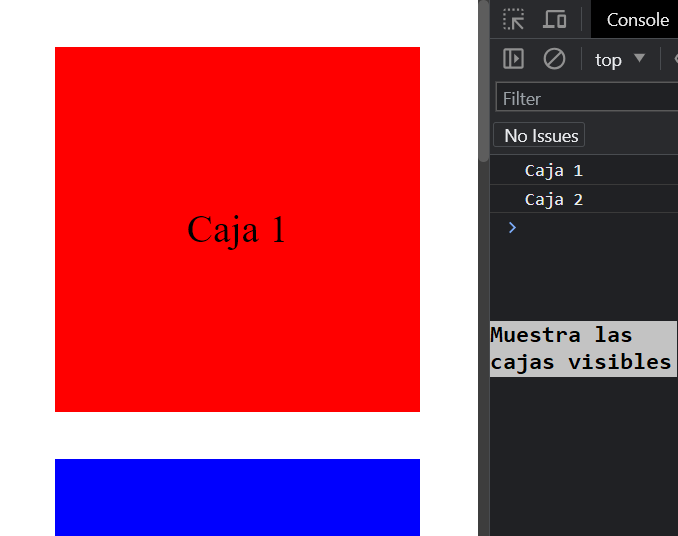 Caja 1
Console
top
Filter
No Issues
Caja 1
Caja 2
Muestra las
cajas visibles